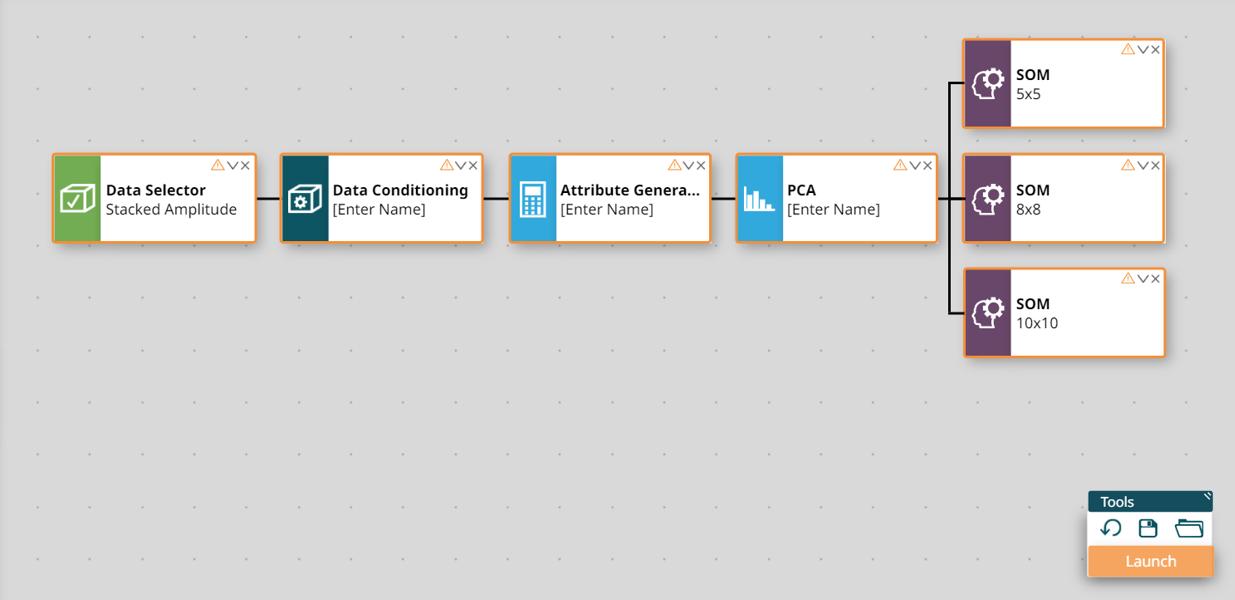 Data Selector
Stacked Amplitude
Data Conditioning
[Enter Name]
Attribute Genera...
[Enter Name]
PCA
[Enter Name]
SOM
5x5
SOM
8x8
SOM
10x10
Tools
Launch